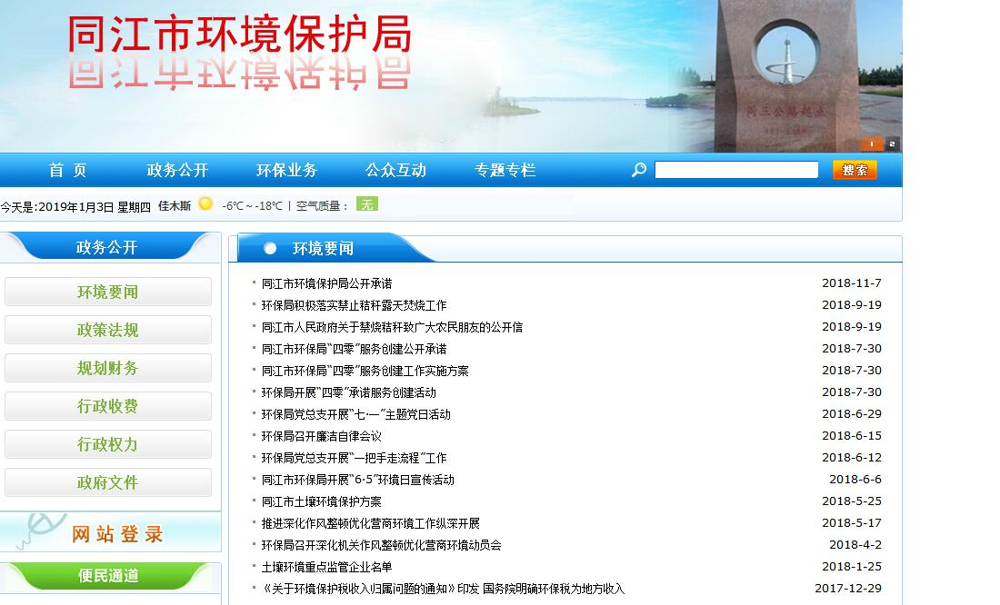 同江市环境保护局
同三公路起点
1 2
首 页 政务公开 环保业务 公众互动 专题专栏 搜索
今天是:2019年1月3日 星期四 佳木斯 -6℃～-18℃ | 空气质量： 无
政务公开
环境要闻
政策法规
规划财务
行政收费
行政权力
政府文件
网站登录
便民通道
环境要闻
同江市环境保护局公开承诺 2018-11-7
环保局积极落实禁止秸秆露天焚烧工作 2018-9-19
同江市人民政府关于禁烧秸秆致广大农民朋友的公开信 2018-9-19
同江市环保局“四零”服务创建公开承诺 2018-7-30
同江市环保局“四零”服务创建工作实施方案 2018-7-30
环保局开展“四零”承诺服务创建活动 2018-7-30
环保局党总支开展“七·一”主题党日活动 2018-6-29
环保局召开廉洁自律会议 2018-6-15
环保局党总支开展“一把手走流程”工作 2018-6-12
同江市环保局开展“6·5”环境日宣传活动 2018-6-6
同江市土壤环境保护方案 2018-5-25
推进深化作风整顿优化营商环境工作纵深开展 2018-5-17
环保局召开深化机关作风整顿优化营商环境动员会 2018-4-2
土壤环境重点监管企业名单 2018-1-25
《关于环境保护税收入归属问题的通知》印发 国务院明确环保税为地方收入 2017-12-29